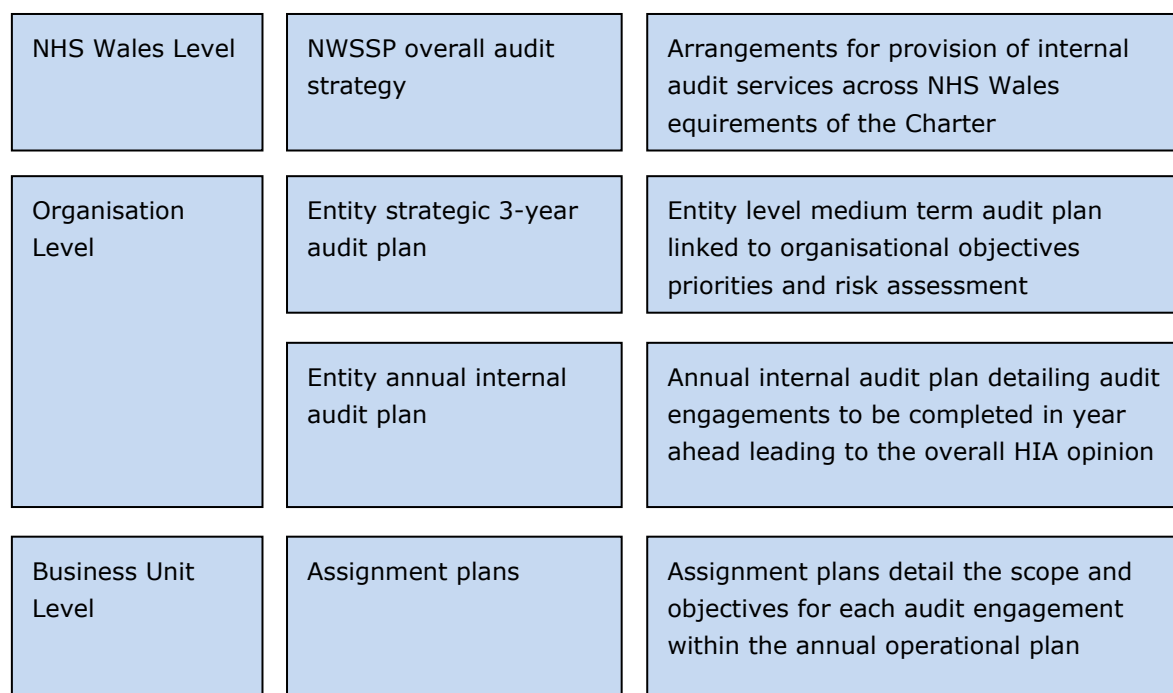 NHS Wales Level
NWSSP overall audit
strategy
Arrangements for provision of internal
audit services across NHS Wales
equirements of the Charter
Organisation
Level
Entity strategic 3-year
audit plan
Entity level medium term audit plan
linked to organisational objectives
priorities and risk assessment
Entity annual internal
audit plan
Annual internal audit plan detailing audit
engagements to be completed in year
ahead leading to the overall HIA opinion
Business Unit
Level
Assignment plans
Assignment plans detail the scope and
objectives for each audit engagement
within the annual operational plan